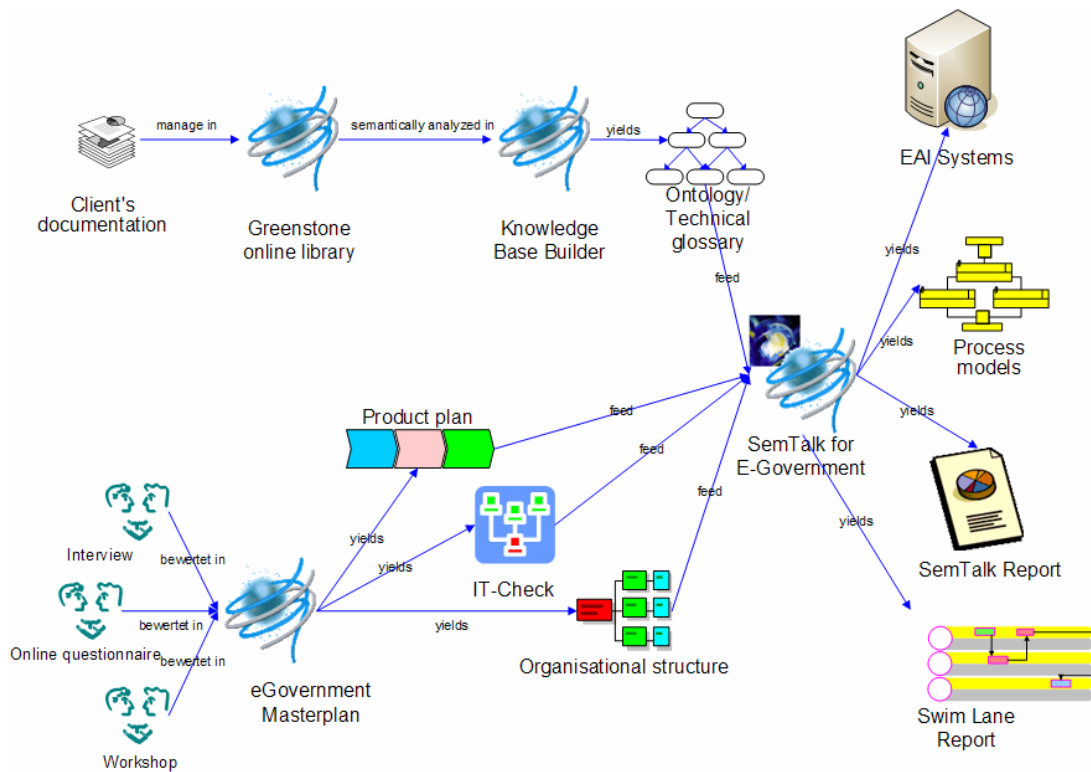 manage in
semantically analyzed in
yields
Client's
documentation
Greenstone
online library
Knowledge
Base Builder
Ontology/
Technical
glossary
EAI Systems
feed
yields
yields
Process
models
Product plan
feed
SemTalk for
E-Government
yields
feed
feed
yields
SemTalk Report
Interview
bewertet in
yields
yields
IT-Check
Online questionnaire
bewertet in
yields
bewertet in
Organisational structure
eGovernment
Masterplan
Workshop
Swim Lane
Report